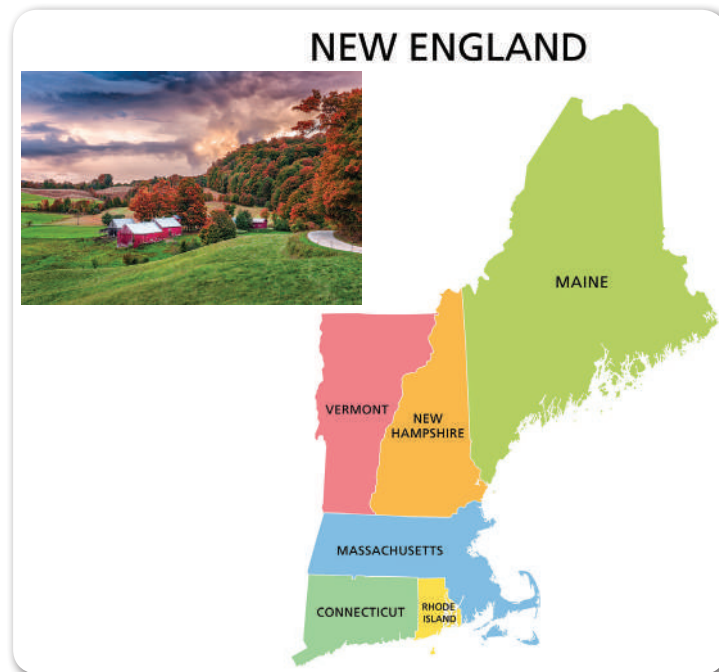 NEW ENGLAND
MAINE
VERMONT
NEW
HAMPSHIRE
MASSACHUSETTS
CONNECTICUT
RHODE
ISLAND